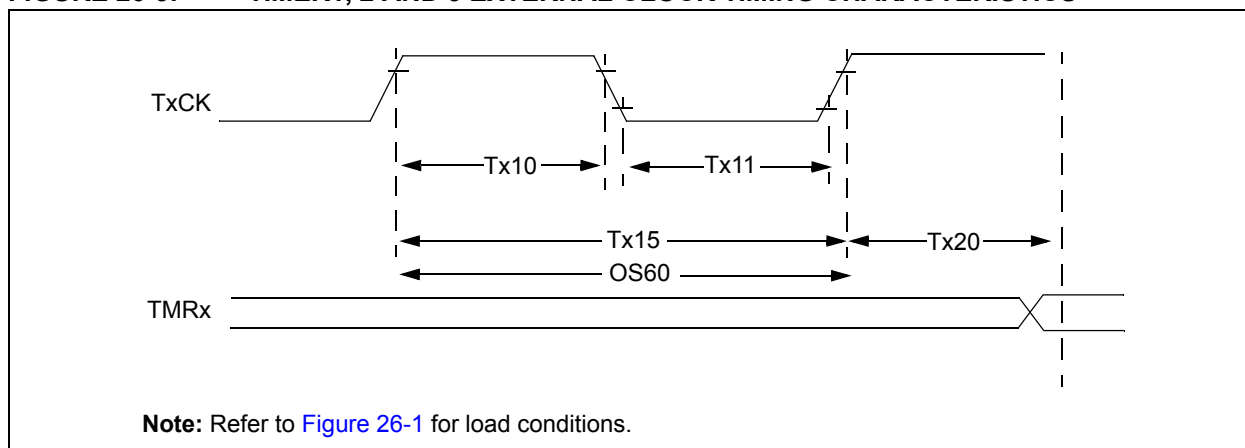 TxCK
Tx10
Tx11
Tx15
Tx20
OS60
TMRx
Note: Refer to Figure 26-1 for load conditions.